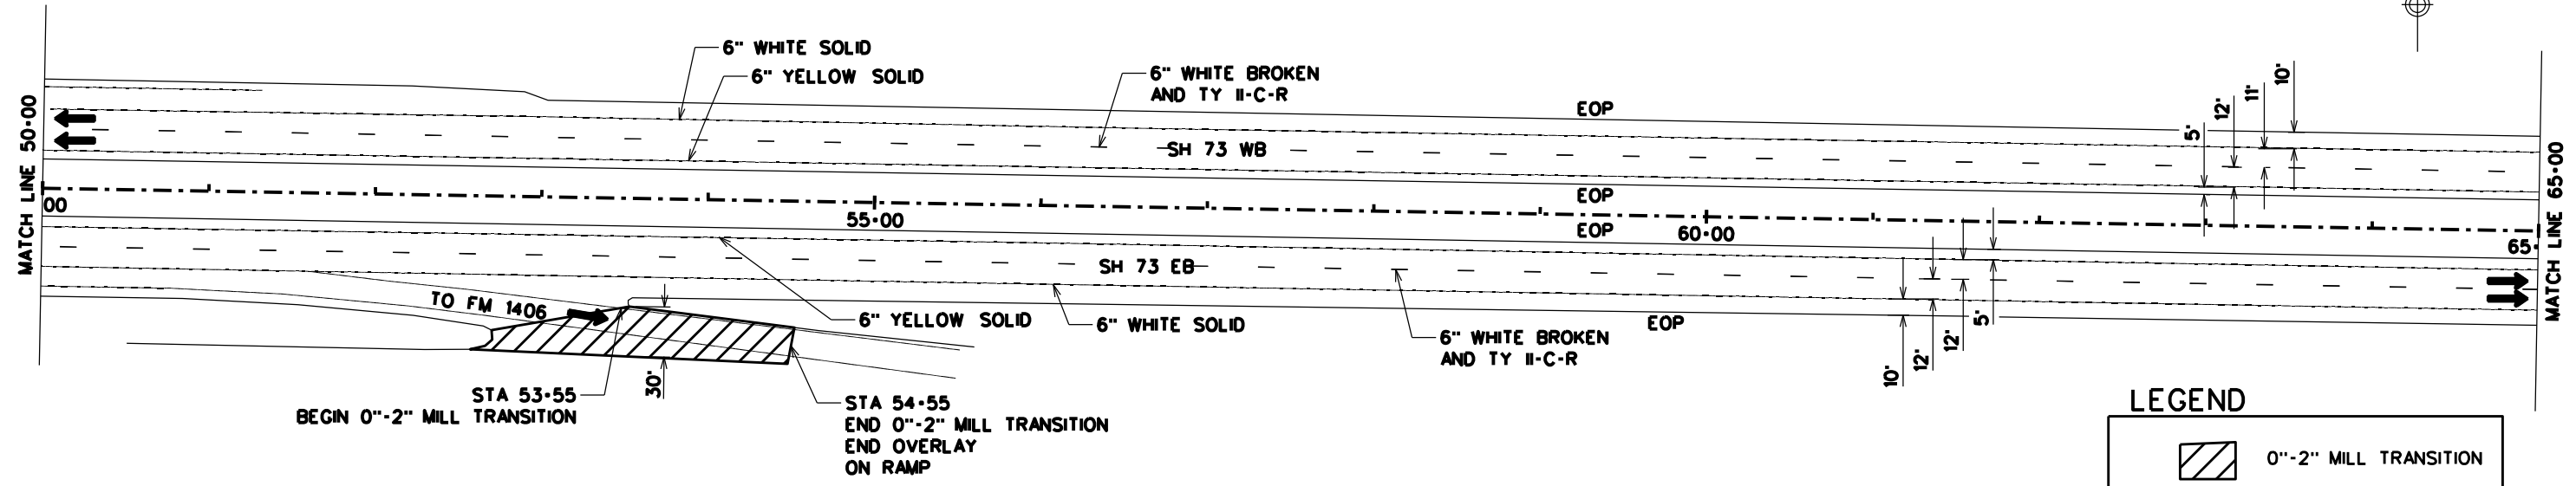 6" WHITE SOLID
6" YELLOW SOLID
6" WHITE BROKEN
AND TY II-C-R
EOP
10'
11'
12'
5'
MATCH LINE 50+00
SH 73 WB
MATCH LINE 65+00
EOP
00
55+00
EOP
60+00
65+
SH 73 EB
TO FM 1406
6" YELLOW SOLID
6" WHITE SOLID
EOP
6" WHITE BROKEN
AND TY II-C-R
5'
12'
12'
10'
30'
STA 53+55
BEGIN 0"-2" MILL TRANSITION
STA 54+55
END 0"-2" MILL TRANSITION
END OVERLAY
ON RAMP
LEGEND
0"-2" MILL TRANSITION